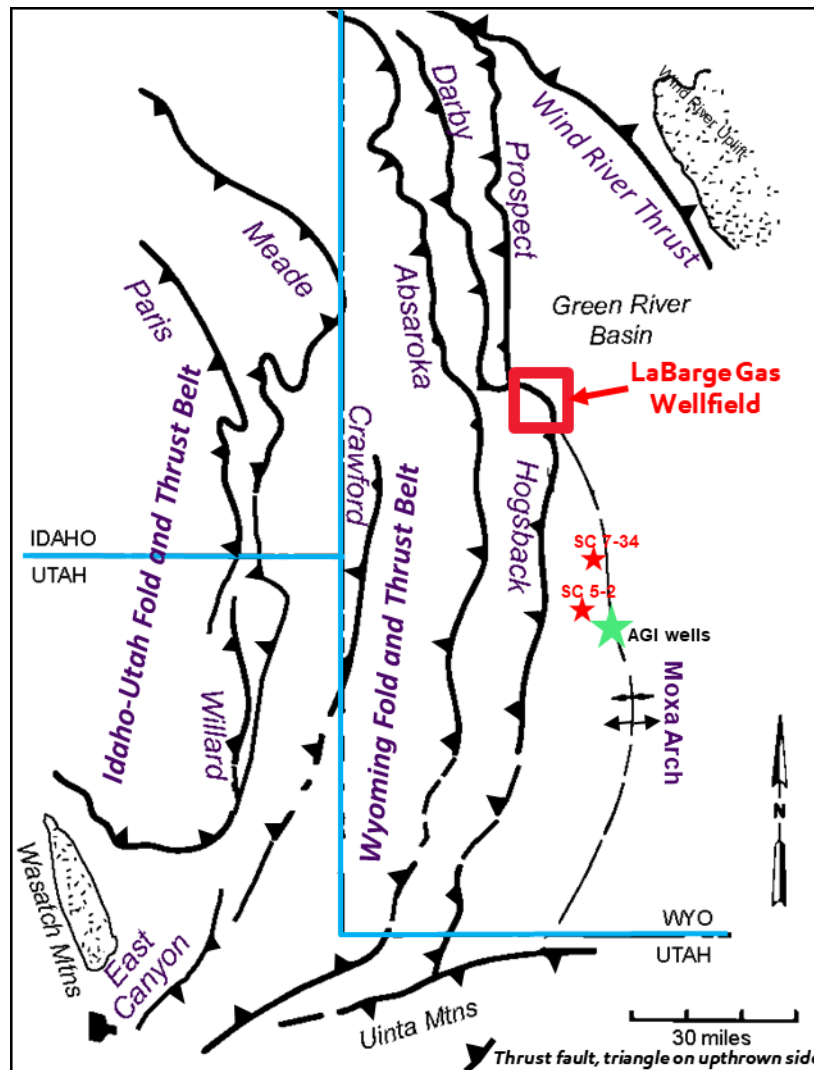 Wind River Uplift
Darby
Wind River Thrust
Prospect
Meade
Paris
Absaroka
Green River
Basin
LaBarge Gas
Wellfield
Crawford
Hogsback
Idaho-Utah Fold and Thrust Belt
Wyoming Fold and Thrust Belt
IDAHO
UTAH
SC 7-34
SC 5-2
AGI wells
Willard
Moxa Arch
N
Wasatch Mtns
East
Canyon
WYO
UTAH
Uinta Mtns
30 miles
Thrust fault, triangle on upthrown side